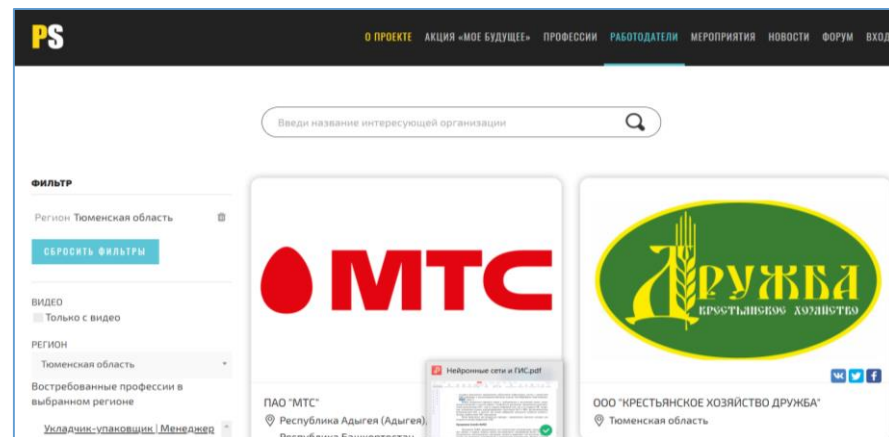 PS
О ПРОЕКТЕ АКЦИЯ «МОЕ БУДУЩЕЕ» ПРОФЕССИИ РАБОТОДАТЕЛИ МЕРОПРИЯТИЯ НОВОСТИ ФОРУМ ВХОД
Введи название интересующей организации
ФИЛЬТР
Регион Тюменская область
СБРОСИТЬ ФИЛЬТРЫ
ВИДЕО
Только с видео
РЕГИОН
Тюменская область
Востребованные профессии в
выбранном регионе
Укладчик-упаковщик | Менеджер
МТС
ПАО "МТС"
Республика Адыгея (Адыгея),
Республика Башкортостан
Нейронные сети и ГИС.pdf
ДРУЖБА
КРЕСТЬЯНСКОЕ ХОЗЯЙСТВО
ООО "КРЕСТЬЯНСКОЕ ХОЗЯЙСТВО ДРУЖБА"
Тюменская область